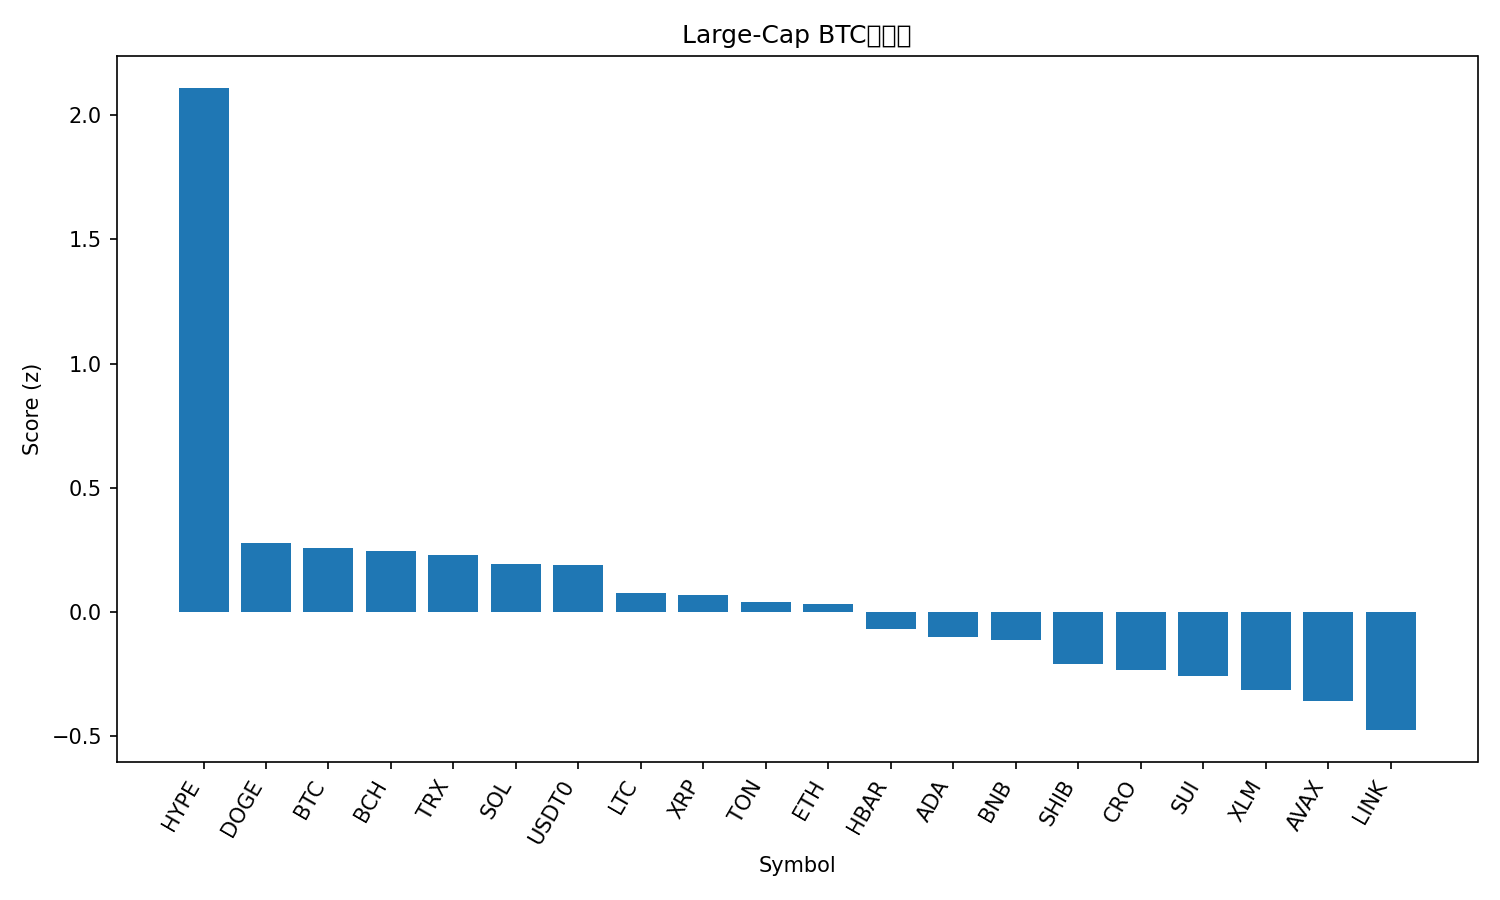 Large-Cap BTC
Score (z)
2.0
1.5
1.0
0.5
0.0
−0.5
HYPE
DOGE
BTC
BCH
TRX
SOL
USDT0
LTC
XRP
TON
ETH
HBAR
ADA
BNB
SHIB
CRO
SUI
XLM
AVAX
LINK
Symbol